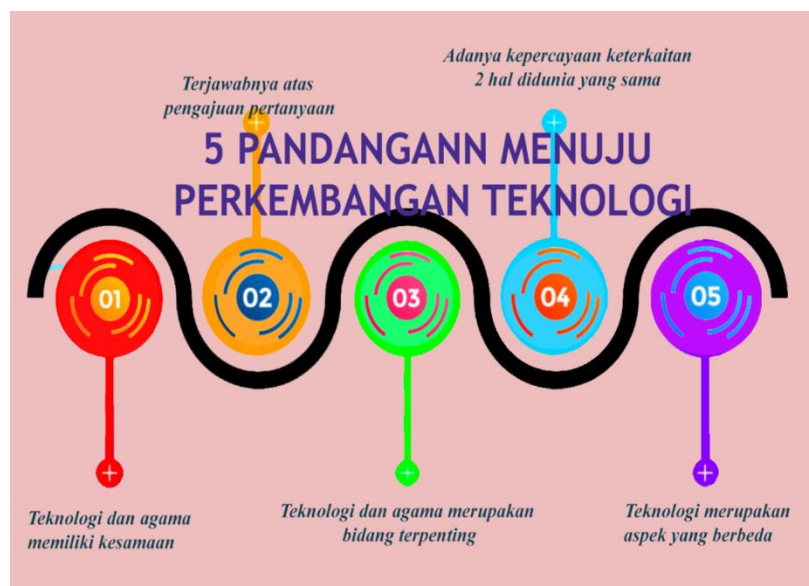 Adanya kepercayaan keterkaitan
2 hal didunia yang sama
Terjawabnya atas
pengajuan pertanyaan
5 PANDANGANN MENUJU
PERKEMBANGAN TEKNOLOGI
01
02
03
04
05
Teknologi dan agama
memiliki kesamaan
Teknologi dan agama merupakan
bidang terpenting
Teknologi merupakan
aspek yang berbeda